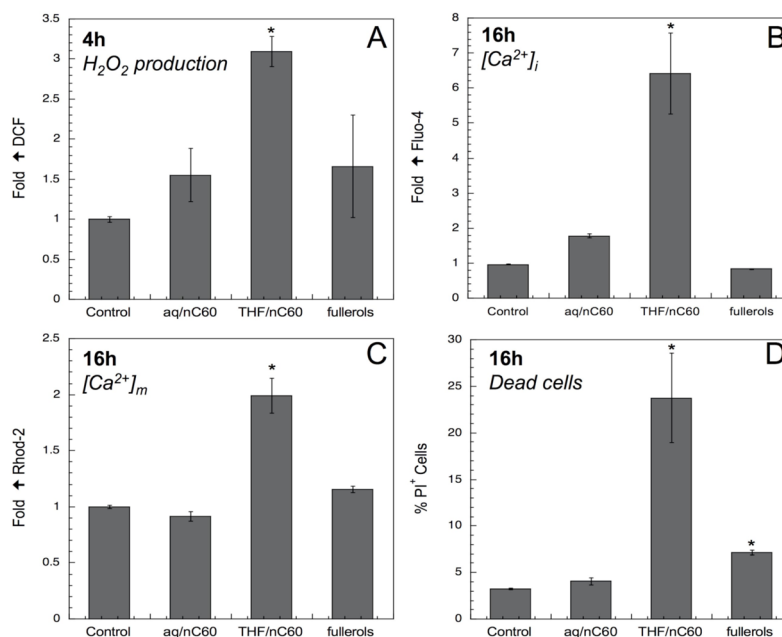 A
4h
H2O2 production
*
Fold ↑ DCF
3.5
3
2.5
2
1.5
1
0.5
0
Control aq/nC60 THF/nC60 fullerols
B
16h
[Ca2+]i
*
Fold ↑ Fluo-4
8
7
6
5
4
3
2
1
0
Control aq/nC60 THF/nC60 fullerols
C
16h
[Ca2+]m
*
Fold ↑ Rhod-2
2.5
2
1.5
1
0.5
0
Control aq/nC60 THF/nC60 fullerols
D
16h
Dead cells
*
*
% PI+ Cells
30
25
20
15
10
5
0
Control aq/nC60 THF/nC60 fullerols